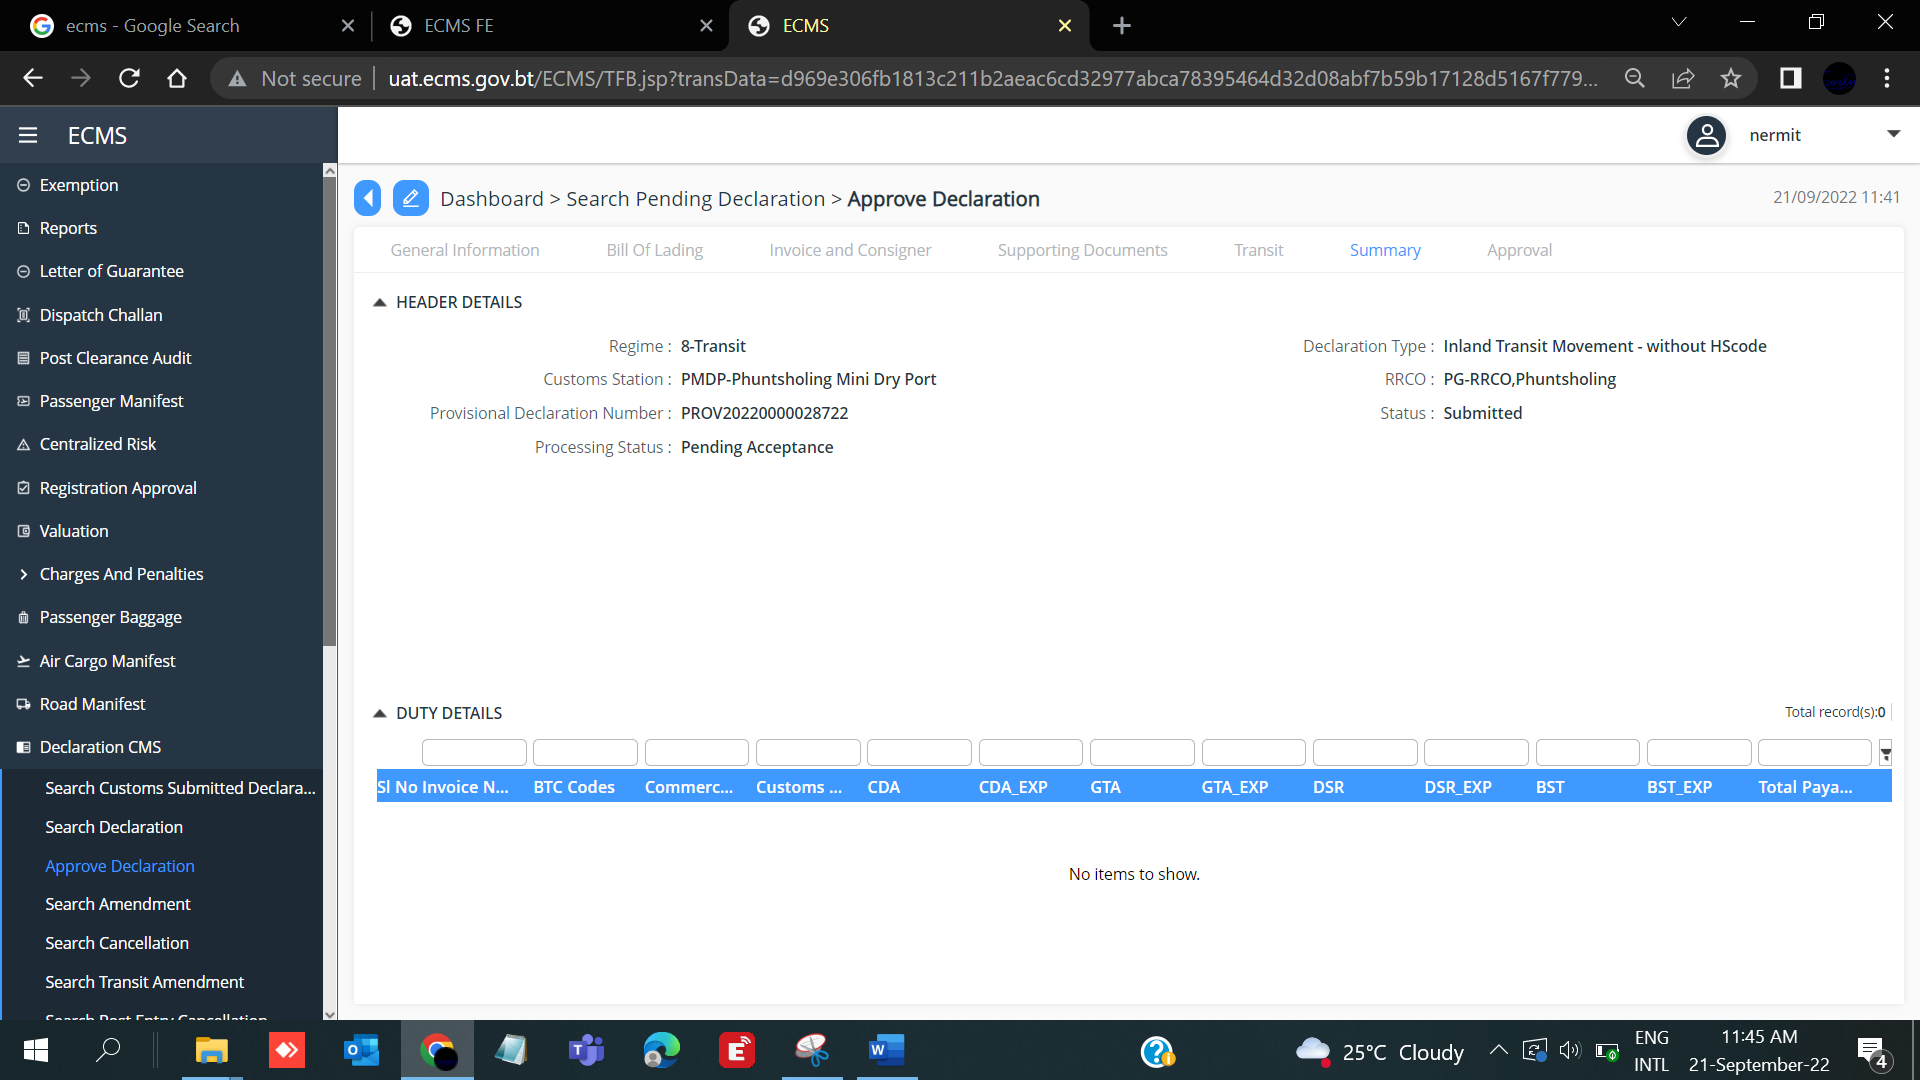 ecms - Google Search
ECMS FE
ECMS
Not secure
uat.ecms.gov.bt/ECMS/TFB.jsp?transData=d969e306fb1813c211b2aeac6cd32977abca78395464d32d08abf7b59b17128d5167f779...
ECMS
nermit
Exemption
Reports
Letter of Guarantee
Dispatch Challan
Post Clearance Audit
Passenger Manifest
Centralized Risk
Registration Approval
Valuation
Charges And Penalties
Passenger Baggage
Air Cargo Manifest
Road Manifest
Declaration CMS
Search Customs Submitted Declara...
Search Declaration
Approve Declaration
Search Amendment
Search Cancellation
Search Transit Amendment
Search Post Entry Cancellation
Dashboard > Search Pending Declaration > Approve Declaration
21/09/2022 11:41
General Information Bill Of Lading Invoice and Consigner Supporting Documents Transit Summary Approval
HEADER DETAILS
Regime : 8-Transit
Declaration Type : Inland Transit Movement - without HScode
Customs Station : PMDP-Phuntsholing Mini Dry Port
RRCO : PG-RRCO,Phuntsholing
Provisional Declaration Number : PROV20220000028722
Status : Submitted
Processing Status : Pending Acceptance
DUTY DETAILS
Total record(s):0
Sl No Invoice N... BTC Codes Commerc... Customs ... CDA CDA_EXP GTA GTA_EXP DSR DSR_EXP BST BST_EXP Total Paya...
No items to show.
25°C Cloudy
ENG
INTL
11:45 AM
21-September-22
4